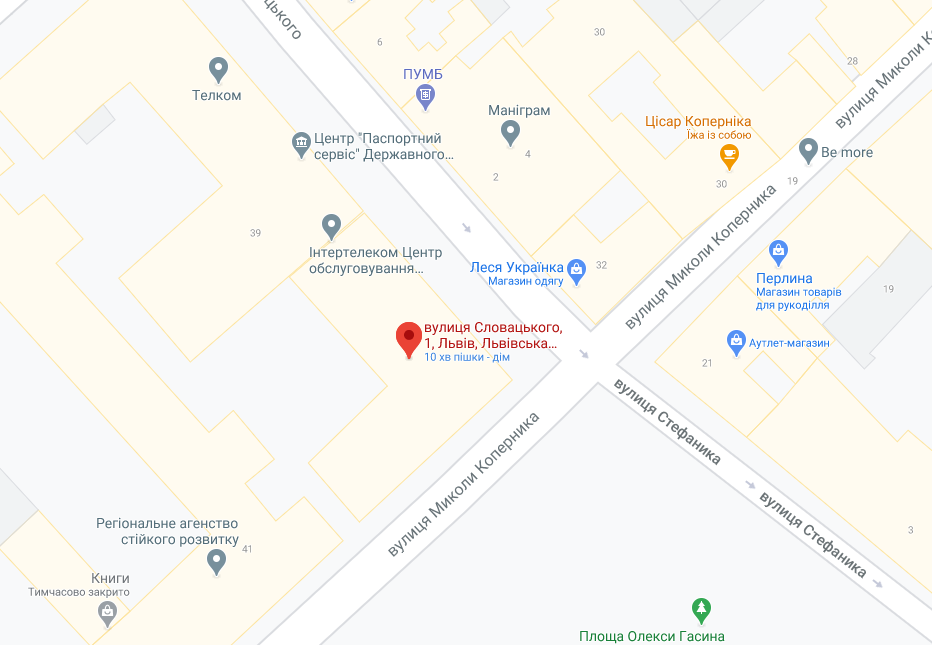 цького
6
30
28
вулиця Миколи К
ПУМБ
Телком
Маніграм
Цісар Коперніка
Їжа із собою
Центр "Паспортний
сервіс" Державного…
4
Be more
2
30
19
вулиця Миколи Коперника
39
Інтертелеком Центр
обслуговування…
Леся Українка
Магазин одягу
32
Перлина
Магазин товарів
для рукоділля
19
вулиця Словацького,
1, Львів, Львівська…
10 хв пішки - дім
Аутлет-магазин
21
вулиця Стефаника
вулиця Миколи Коперника
вулиця Стефаника
Регіональне агенство
стійкого розвитку
41
3
Книги
Тимчасово закрито
Площа Олекси Гасина